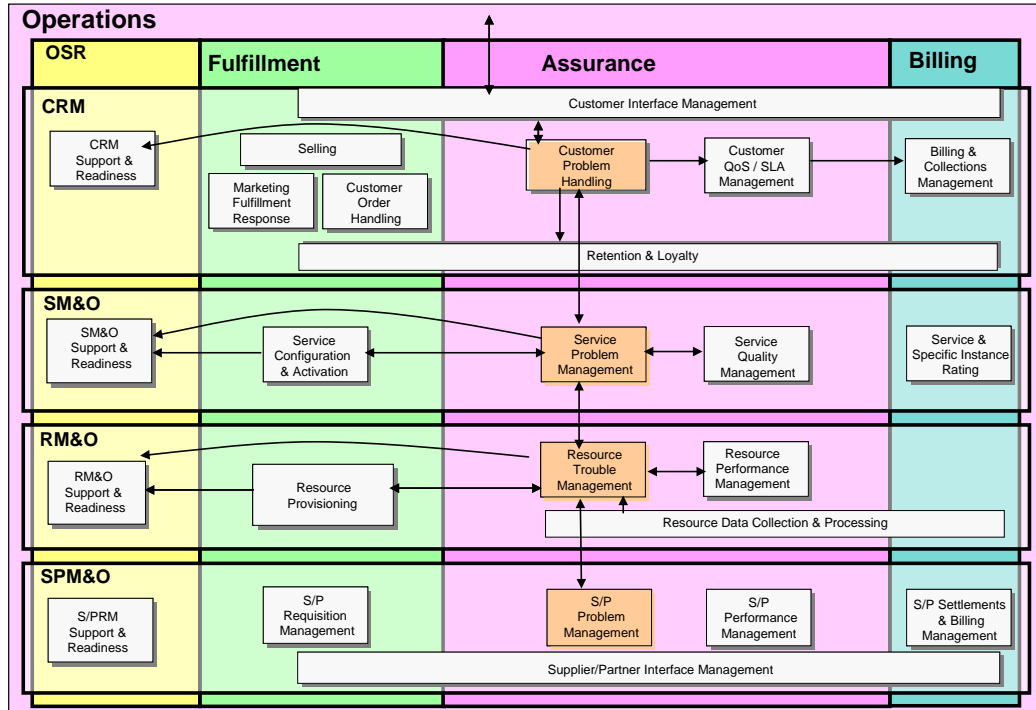 Operations
OSR
Fulfillment
Assurance
Billing
CRM
Customer Interface Management
CRM
Support &
Readiness
Selling
Marketing
Fulfillment
Response
Customer
Order
Handling
Customer
Problem
Handling
Customer
QoS / SLA
Management
Billing &
Collections
Management
Retention & Loyalty
SM&O
SM&O
Support &
Readiness
Service
Configuration
& Activation
Service
Problem
Management
Service
Quality
Management
Service &
Specific Instance
Rating
RM&O
RM&O
Support &
Readiness
Resource
Provisioning
Resource
Trouble
Management
Resource
Performance
Management
Resource Data Collection & Processing
SPM&O
S/PRM
Support &
Readiness
S/P
Requisition
Management
S/P
Problem
Management
S/P
Performance
Management
S/P Settlements
& Billing
Management
Supplier/Partner Interface Management